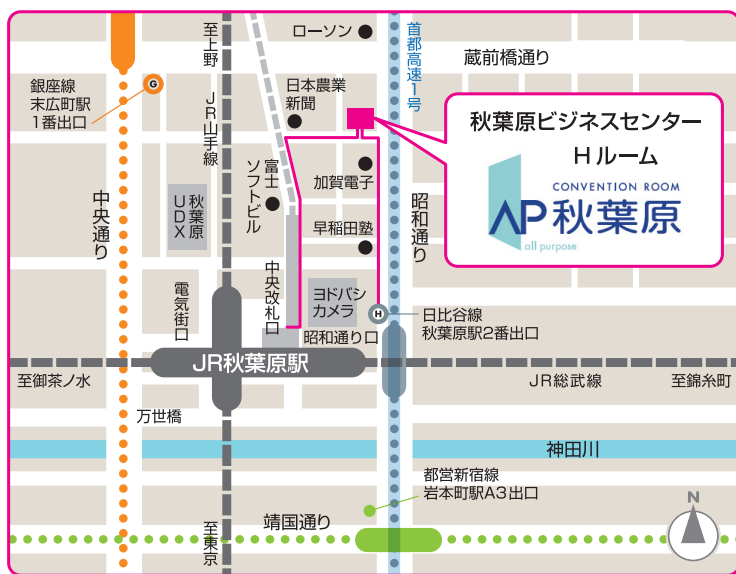 至上野
ローソン
首都高速1号
蔵前橋通り
銀座線
末広町駅
1番出口
G
JR山手線
日本農業
新聞
秋葉原ビジネスセンター
Hルーム
CONVENTION ROOM
AP秋葉原
all purpose
富士
ソフトビル
加賀電子
中央通り
秋葉原
UDX
昭和通り
早稲田塾
電気街口
中央改札口
ヨドバシ
カメラ
H
日比谷線
秋葉原駅2番出口
昭和通り口
JR秋葉原駅
至御茶ノ水
JR総武線
至錦糸町
万世橋
神田川
都営新宿線
岩本町駅A3出口
N
靖国通り
至東京